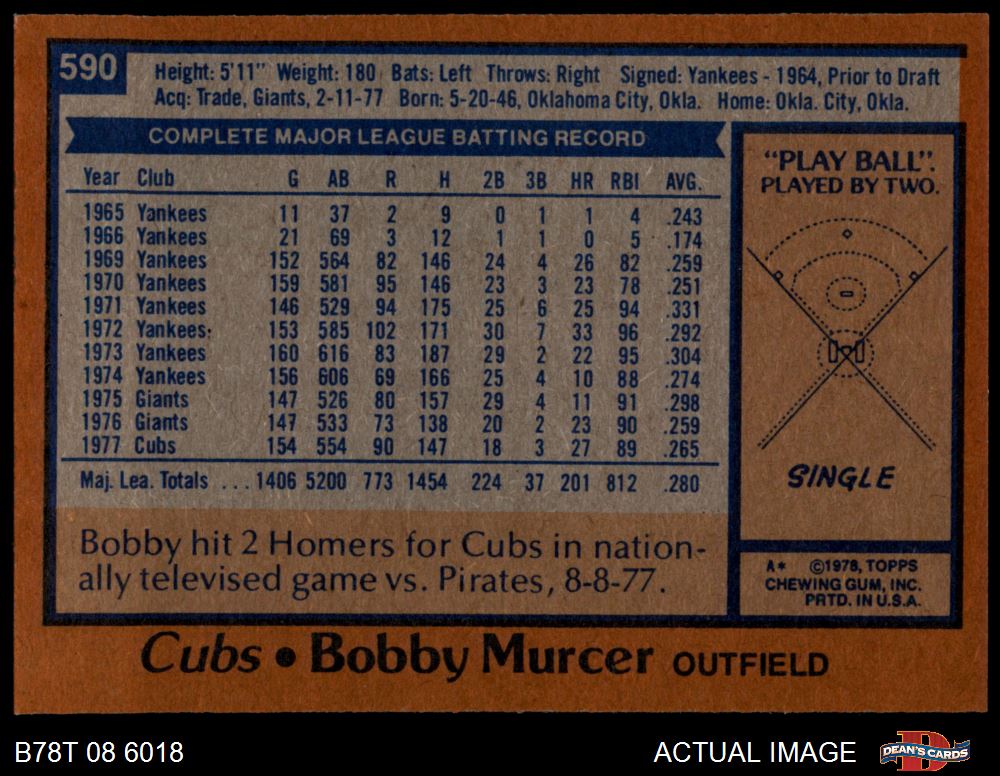 590
Height: 5'11" Weight: 180 Bats: Left Throws: Right Signed: Yankees - 1964, Prior to Draft
Acq: Trade, Giants, 2-11-77 Born: 5-20-46, Oklahoma City, Okla. Home: Okla. City, Okla.
COMPLETE MAJOR LEAGUE BATTING RECORD
Year Club G AB R H 2B 3B HR RBI AVG.
1965 Yankees 11 37 2 9 0 1 1 4 .243
1966 Yankees 21 69 3 12 1 1 0 5 .174
1969 Yankees 152 564 82 146 24 4 26 82 .259
1970 Yankees 159 581 95 146 23 3 23 78 .251
1971 Yankees 146 529 94 175 25 6 25 94 .331
1972 Yankees: 153 585 102 171 30 7 33 96 .292
1973 Yankees 160 616 83 187 29 2 22 95 .304
1974 Yankees 156 606 69 166 25 4 10 88 .274
1975 Giants 147 526 80 157 29 4 11 91 .298
1976 Giants 147 533 73 138 20 2 23 90 .259
1977 Cubs 154 554 90 147 18 3 27 89 .265
Maj. Lea. Totals ... 1406 5200 773 1454 224 37 201 812 .280
Bobby hit 2 Homers for Cubs in nation-
ally televised game vs. Pirates, 8-8-77.
"PLAY BALL".
PLAYED BY TWO.
SINGLE
A* ©1978, TOPPS
CHEWING GUM, INC.
PRTD. IN U.S.A.
Cubs • Bobby Murcer OUTFIELD
B78T 08 6018
ACTUAL IMAGE
D
DEAN'S CARDS